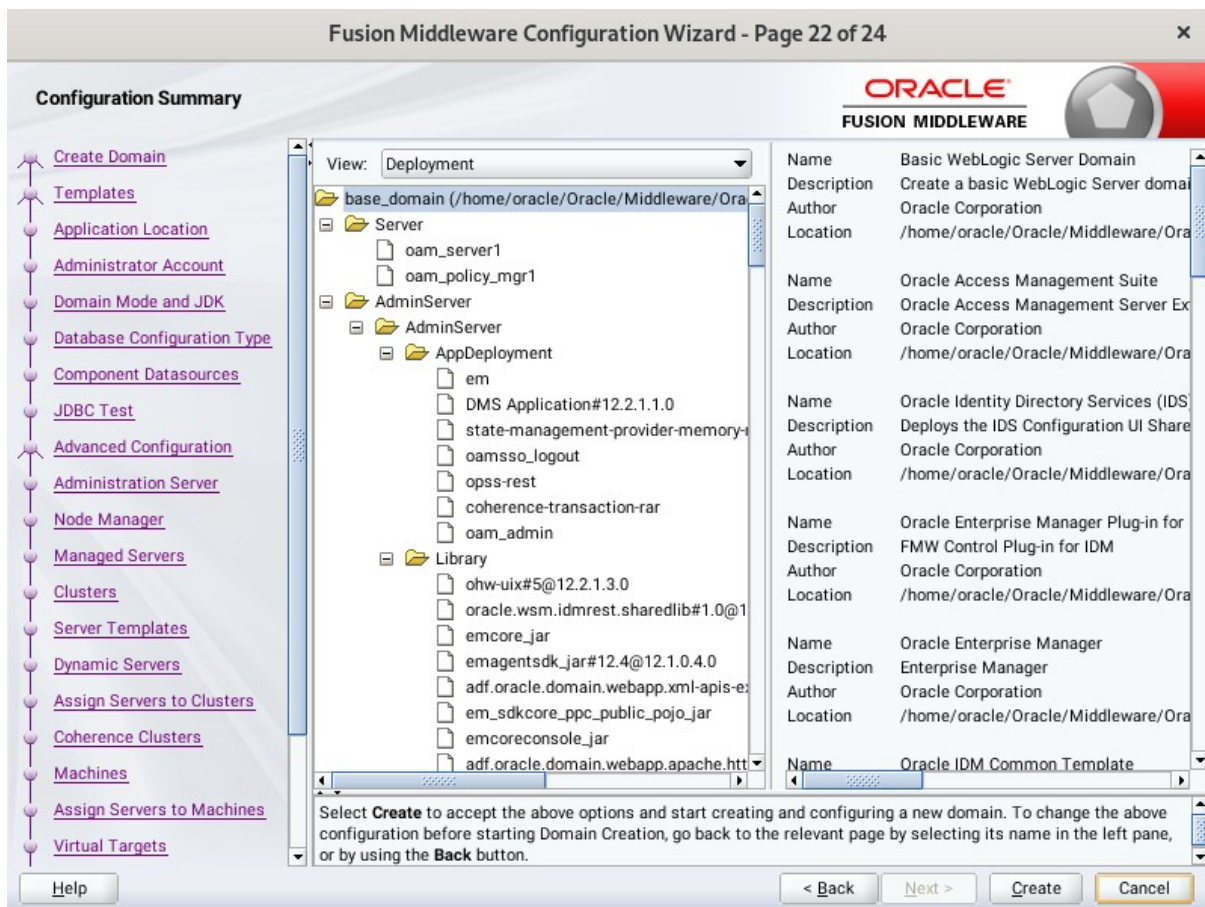 Fusion Middleware Configuration Wizard - Page 22 of 24
Configuration Summary
ORACLE
FUSION MIDDLEWARE
Create Domain
Templates
Application Location
Administrator Account
Domain Mode and JDK
Database Configuration Type
Component Datasources
JDBC Test
Advanced Configuration
Administration Server
Node Manager
Managed Servers
Clusters
Server Templates
Dynamic Servers
Assign Servers to Clusters
Coherence Clusters
Machines
Assign Servers to Machines
Virtual Targets
View: Deployment
base_domain (/home/oracle/Oracle/Middleware/Ora
Server
oam_server1
oam_policy_mgr1
AdminServer
AdminServer
AppDeployment
em
DMS Application#12.2.1.1.0
state-management-provider-memory-r
oamsso_logout
opss-rest
coherence-transaction-rar
oam_admin
Library
ohw-uix#5@12.2.1.3.0
oracle.wsm.idmrest.sharedlib#1.0@1
emcore_jar
emagentsdk_jar#12.4@12.1.0.4.0
adf.oracle.domain.webapp.xml-apis-e
em_sdkcore_ppc_public_pojo_jar
emcoreconsole_jar
adf.oracle.domain.webapp.apache.htt
Name Basic WebLogic Server Domain
Description Create a basic WebLogic Server domai
Author Oracle Corporation
Location /home/oracle/Oracle/Middleware/Ora
Name Oracle Access Management Suite
Description Oracle Access Management Server Ex
Author Oracle Corporation
Location /home/oracle/Oracle/Middleware/Ora
Name Oracle Identity Directory Services (IDS)
Description Deploys the IDS Configuration UI Share
Author Oracle Corporation
Location /home/oracle/Oracle/Middleware/Ora
Name Oracle Enterprise Manager Plug-in for
Description FMW Control Plug-in for IDM
Author Oracle Corporation
Location /home/oracle/Oracle/Middleware/Ora
Name Oracle Enterprise Manager
Description Enterprise Manager
Author Oracle Corporation
Location /home/oracle/Oracle/Middleware/Ora
Name Oracle IDM Common Template
Select Create to accept the above options and start creating and configuring a new domain. To change the above
configuration before starting Domain Creation, go back to the relevant page by selecting its name in the left pane,
or by using the Back button.
Help
< Back
Next >
Create
Cancel